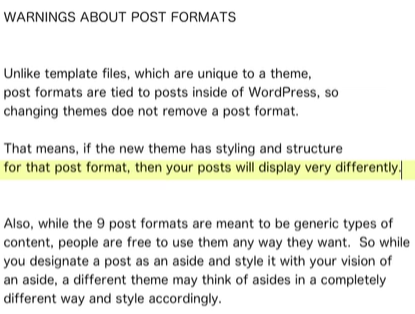 WARNINGS ABOUT POST FORMATS
Unlike template files, which are unique to a theme,
post formats are tied to posts inside of WordPress, so
changing themes doe not remove a post format.
That means, if the new theme has styling and structure
for that post format, then your posts will display very differently.
Also, while the 9 post formats are meant to be generic types of
content, people are free to use them any way they want.  So while
you designate a post as an aside and style it with your vision of
an aside, a different theme may think of asides in a completely
different way and style accordingly.